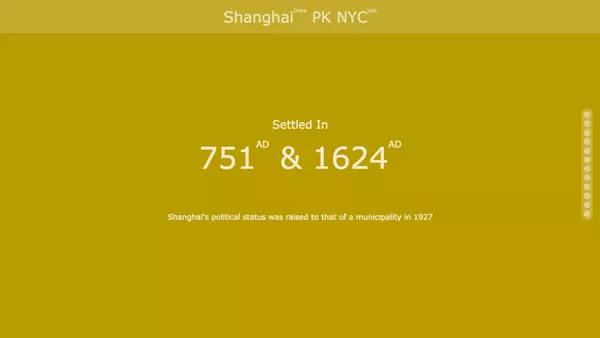 Shanghai China PK NYC USA
Settled In
751 AD & 1624 AD
Shanghai's political status was raised to that of a municipality in 1927